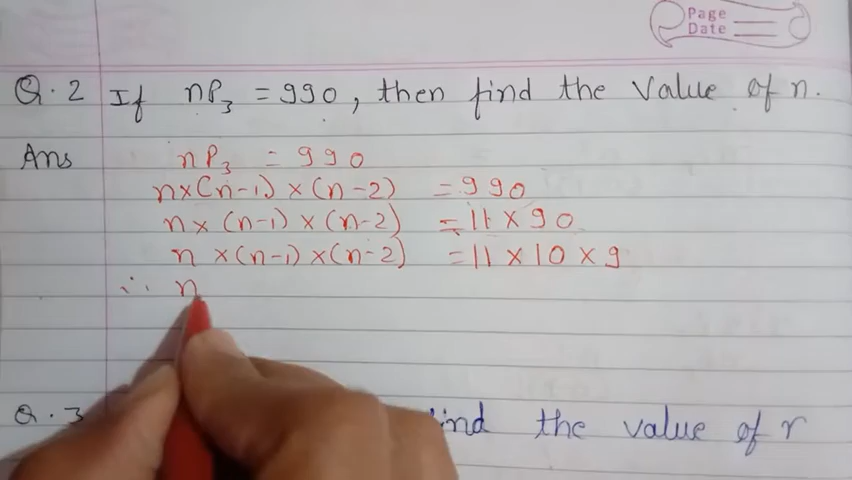 Page
Date
Q.2 If nP₃ = 990, then find the value of n.
Ans nP₃ = 990
n×(n-1)×(n-2) = 990
n×(n-1)×(n-2) = 11×90
n×(n-1)×(n-2) = 11×10×9
∴ n
Q.3 find the value of r